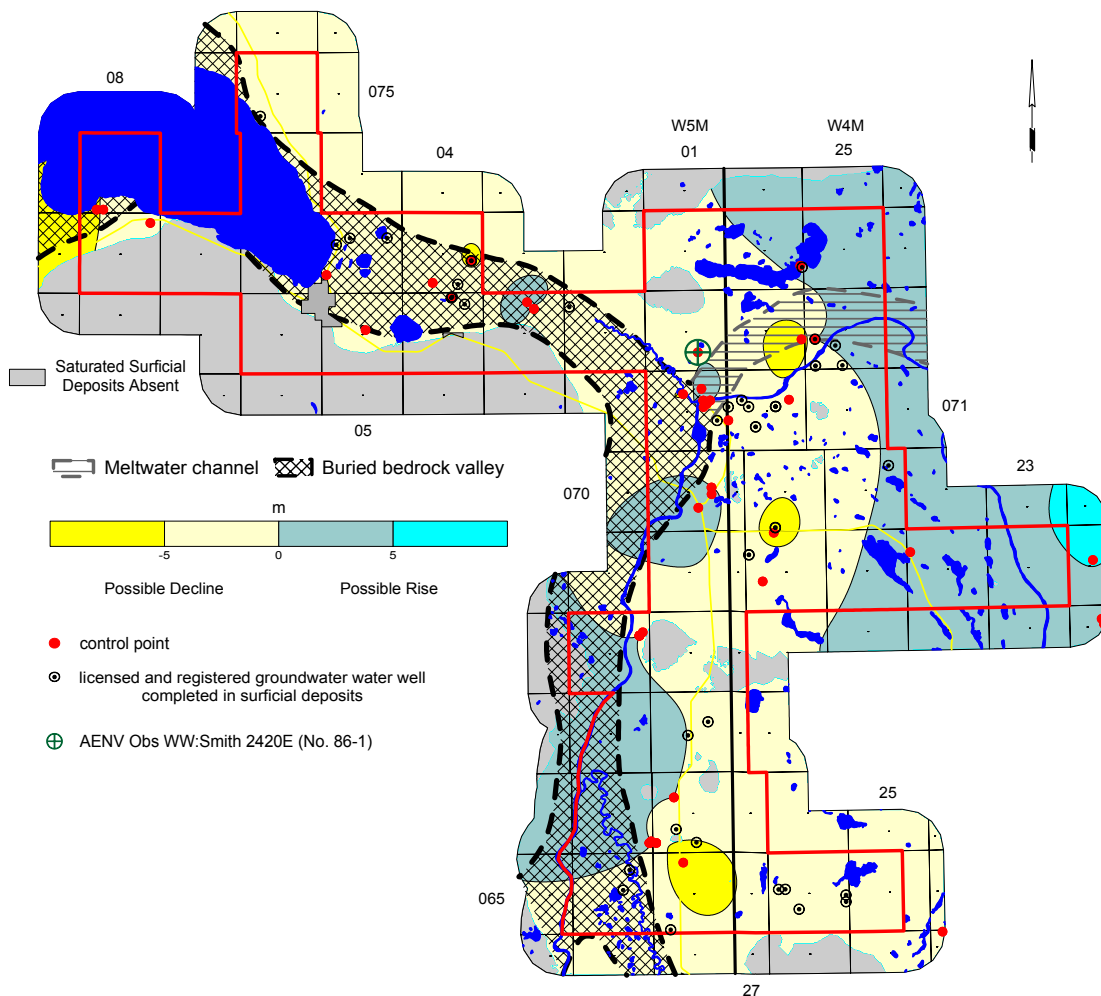 08
075
04
W5M
W4M
01
25
Saturated Surficial
Deposits Absent
05
071
Meltwater channel
Buried bedrock valley
23
070
m
-5
0
5
Possible Decline
Possible Rise
control point
licensed and registered groundwater water well
completed in surficial deposits
AENV Obs WW:Smith 2420E (No. 86-1)
25
065
27